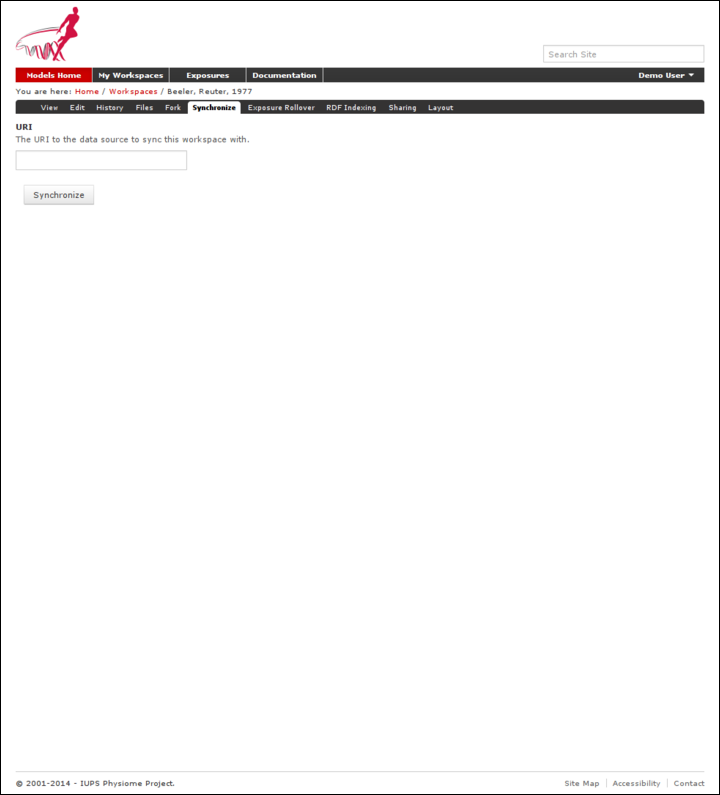 Search Site
Models Home My Workspaces Exposures Documentation Demo User
You are here: Home / Workspaces / Beeler, Reuter, 1977
View Edit History Files Fork Synchronize Exposure Rollover RDF Indexing Sharing Layout
URI
The URI to the data source to sync this workspace with.
Synchronize
© 2001-2014 - IUPS Physiome Project. Site Map Accessibility Contact